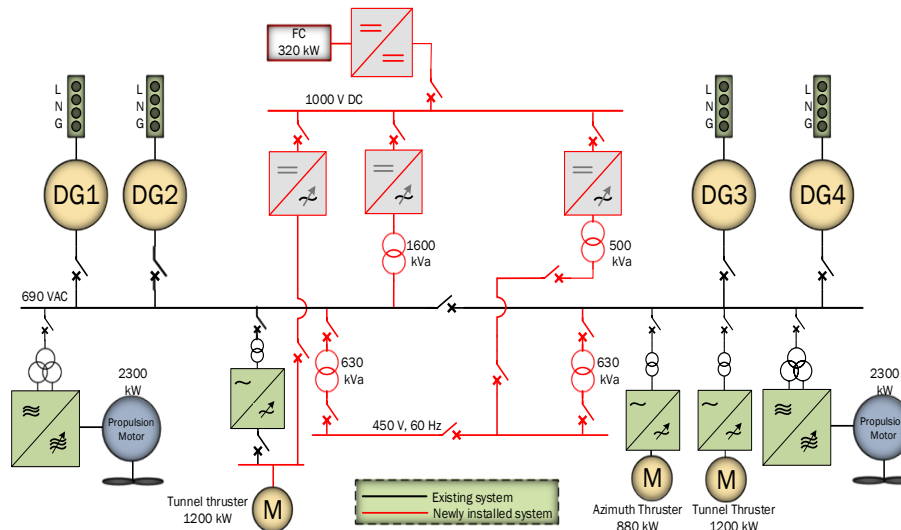 FC
320 kW
1000 V DC
L
N
G
L
N
G
L
N
G
L
N
G
DG1
DG2
DG3
DG4
1600
kVa
500
kVa
690 VAC
630
kVa
630
kVa
2300
kW
2300
kW
Propulsion
Motor
Propulsion
Motor
450 V, 60 Hz
M
M
M
Tunnel thruster
1200 kW
Existing system
Newly installed system
Azimuth Thruster
880 kW
Tunnel Thruster
1200 kW